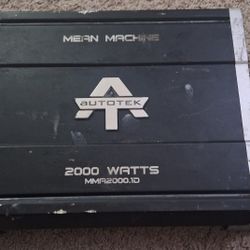 MEAN MACHINE
AUTOTEK
2000 WATTS
MMA2000.1D